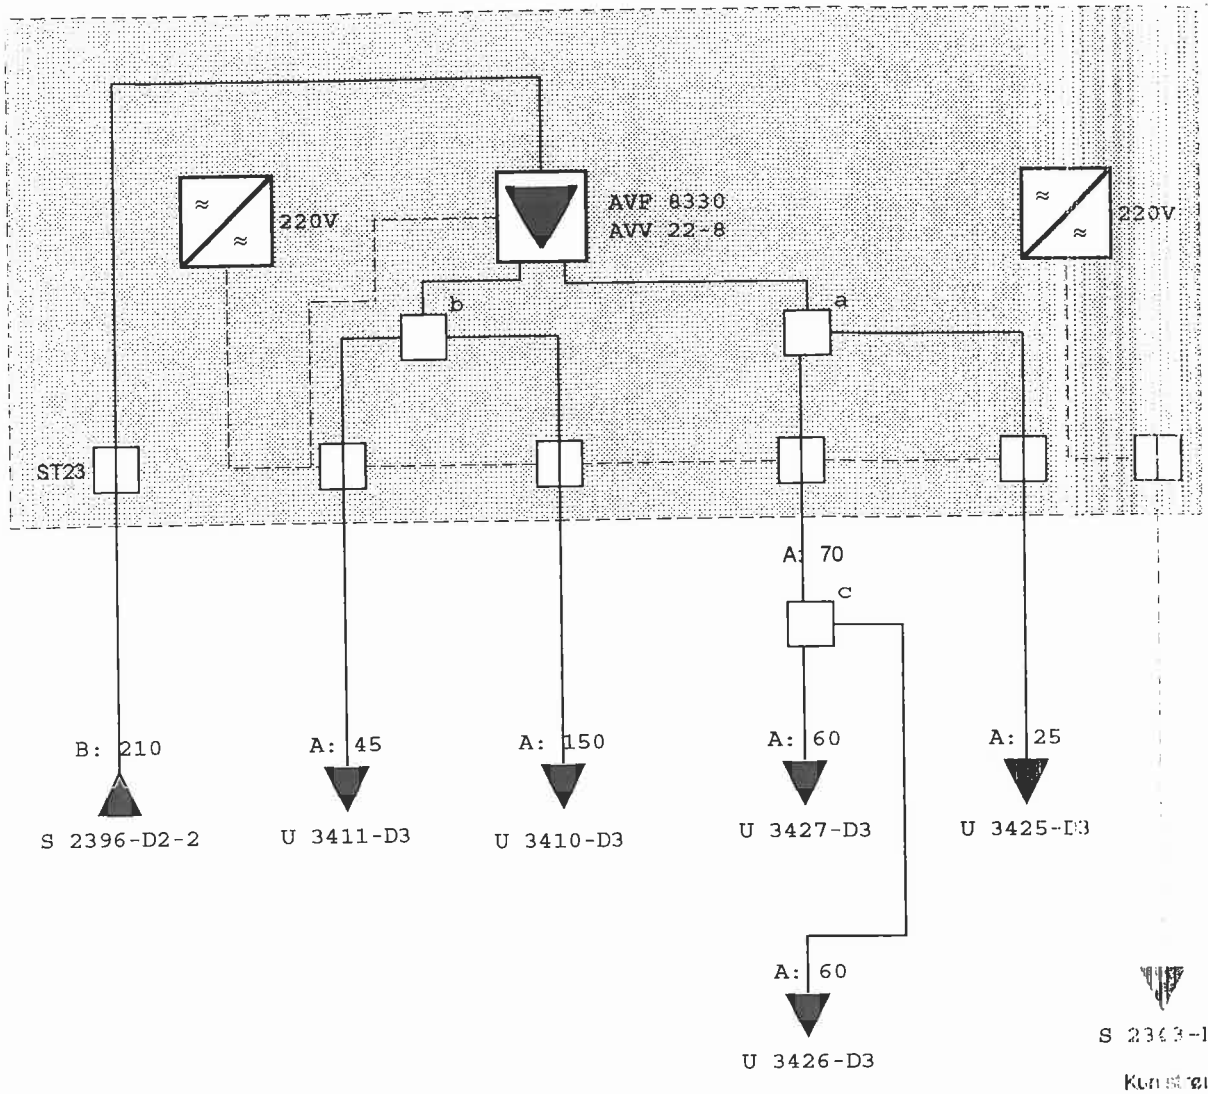 AVF 8330
AVV 22-8
220V
220V
b
a
ST23
A: 70
c
B: 210
A: 45
A: 150
A: 60
A: 25
S 2396-D2-2
U 3411-D3
U 3410-D3
U 3427-D3
U 3425-D3
A: 60
U 3426-D3
S